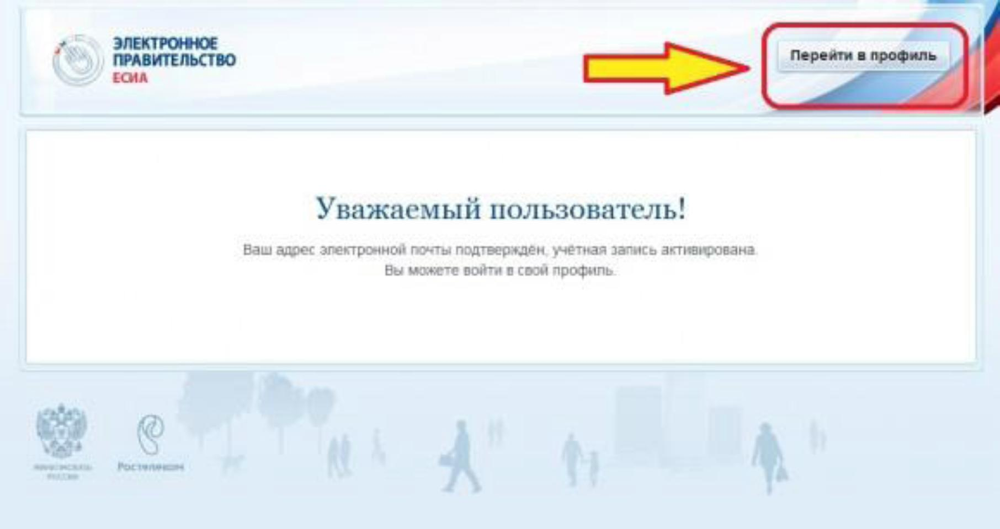 ЭЛЕКТРОННОЕ
ПРАВИТЕЛЬСТВО
ЕСИА
Перейти в профиль
Уважаемый пользователь!
Ваш адрес электронной почты подтверждён, учётная запись активирована.
Вы можете войти в свой профиль.
Ростелеком